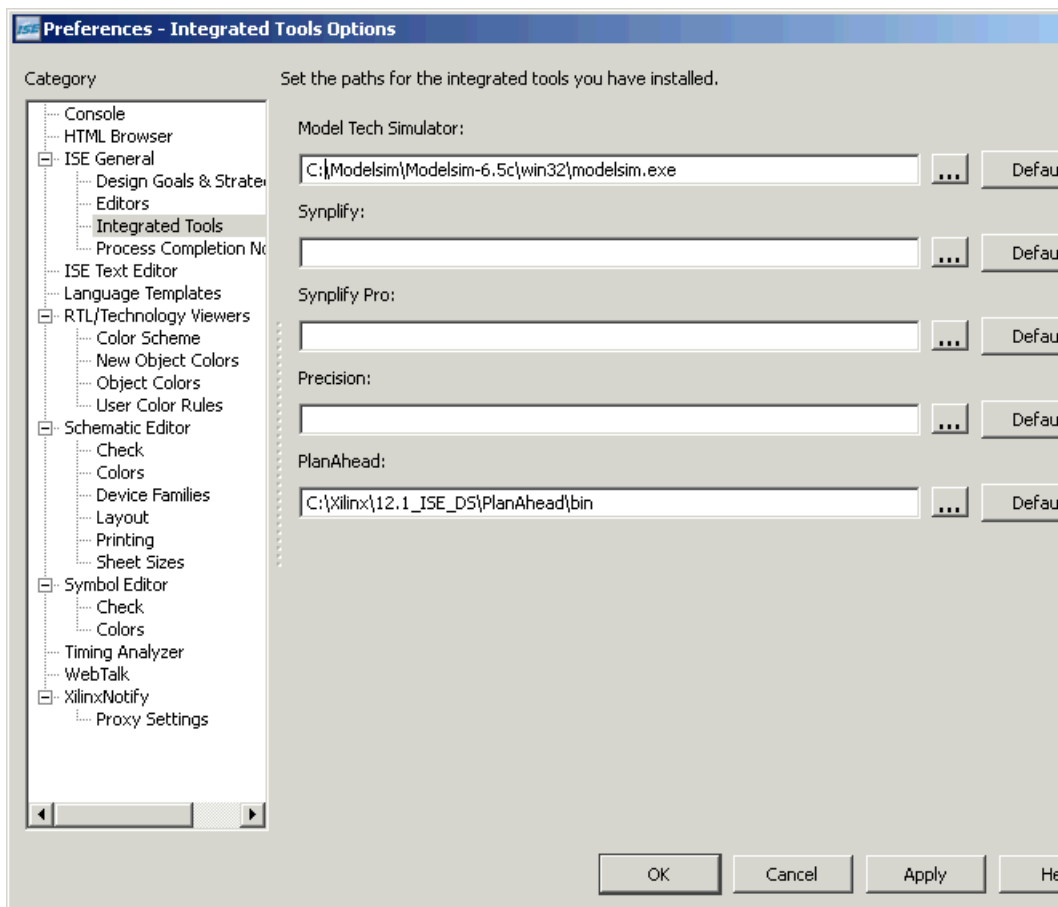 ISE Preferences - Integrated Tools Options
Category
Console
HTML Browser
ISE General
Design Goals & Strate
Editors
Integrated Tools
Process Completion No
ISE Text Editor
Language Templates
RTL/Technology Viewers
Color Scheme
New Object Colors
Object Colors
User Color Rules
Schematic Editor
Check
Colors
Device Families
Layout
Printing
Sheet Sizes
Symbol Editor
Check
Colors
Timing Analyzer
WebTalk
XilinxNotify
Proxy Settings
Set the paths for the integrated tools you have installed.
Model Tech Simulator:
C:\Modelsim\Modelsim-6.5c\win32\modelsim.exe ... Defau
Synplify:
... Defau
Synplify Pro:
... Defau
Precision:
... Defau
PlanAhead:
C:\Xilinx\12.1_ISE_DS\PlanAhead\bin ... Defau
OK Cancel Apply He